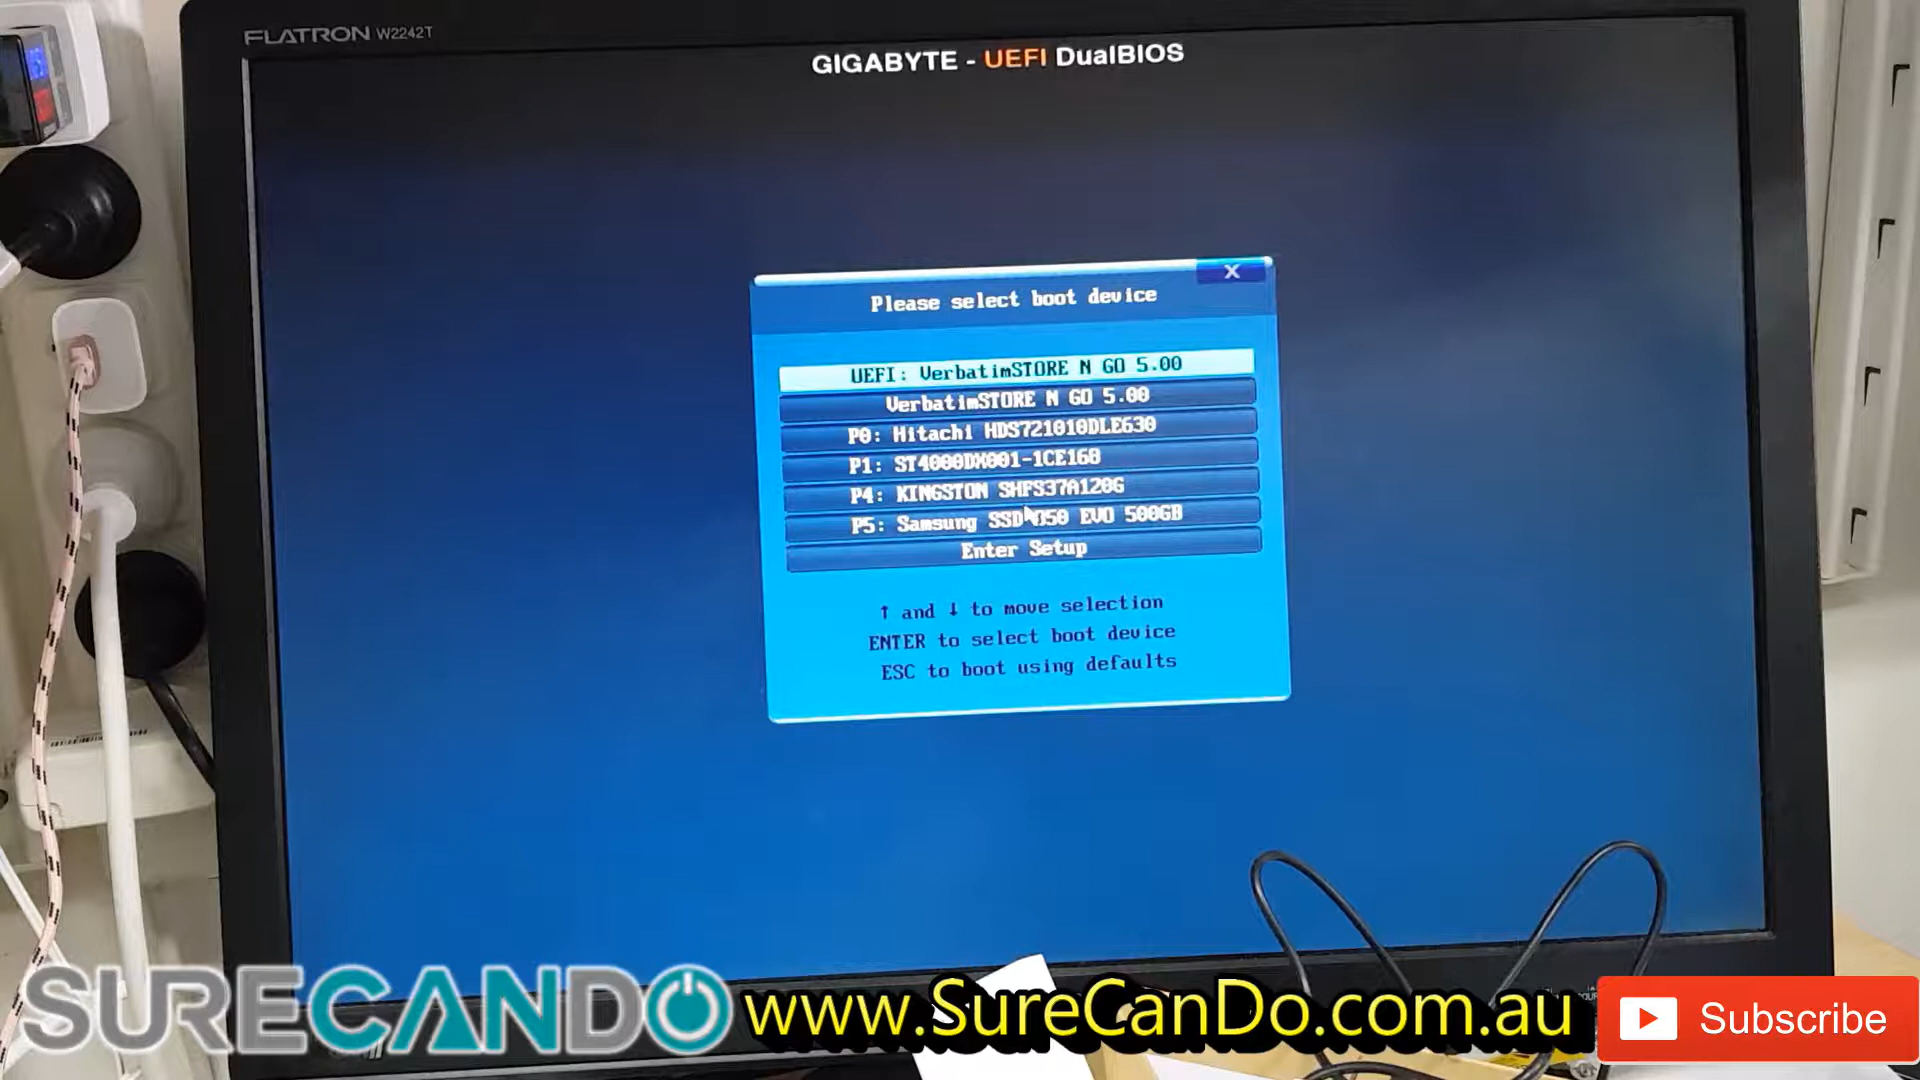 FLATRON W2242T
GIGABYTE - UEFI DualBIOS
X
Please select boot device
UEFI: VerbatimSTORE N GO 5.00
VerbatimSTORE N GO 5.00
P0: Hitachi HDS721010DLE630
P1: ST4000DX001-1CE168
P4: KINGSTON SHFS37A120G
P5: Samsung SSD 850 EVO 500GB
Enter Setup
↑ and ↓ to move selection
ENTER to select boot device
ESC to boot using defaults
SURECANDO
www.SureCanDo.com.au
Subscribe